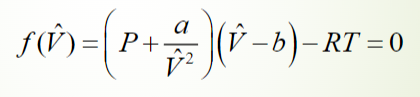 f(V̂) = (P + a/V̂²)(V̂ − b) − RT = 0